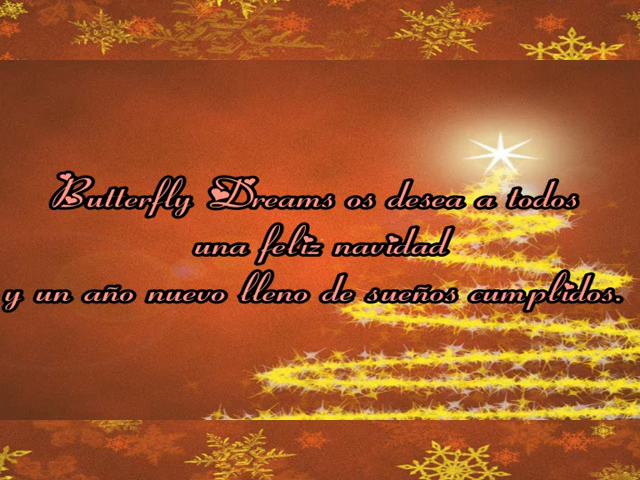 Butterfly Dreams os desea a todos
una feliz navidad
y un año nuevo lleno de sueños cumplidos.